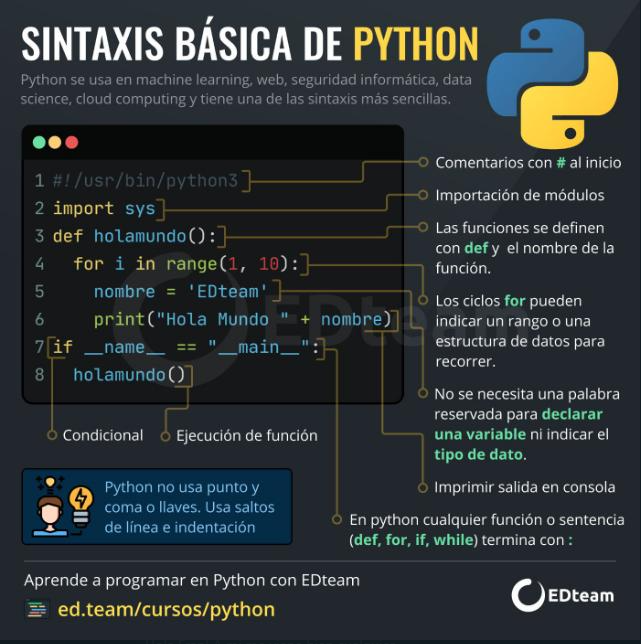 SINTAXIS BÁSICA DE PYTHON
Python se usa en machine learning, web, seguridad informática, data
science, cloud computing y tiene una de las sintaxis más sencillas.
1 #!/usr/bin/python3
2 import sys
3 def holamundo():
4 for i in range(1, 10):
5 nombre = 'EDteam'
6 print("Hola Mundo " + nombre)
7 if __name__ == "__main__":
8 holamundo()
EDteam
Comentarios con # al inicio
Importación de módulos
Las funciones se definen
con def y el nombre de la
función.
Los ciclos for pueden
indicar un rango o una
estructura de datos para
recorrer.
No se necesita una palabra
reservada para declarar
una variable ni indicar el
tipo de dato.
Imprimir salida en consola
En python cualquier función o sentencia
(def, for, if, while) termina con :
Condicional
Ejecución de función
Python no usa punto y
coma o llaves. Usa saltos
de línea e indentación
Aprende a programar en Python con EDteam
ed.team/cursos/python
EDteam